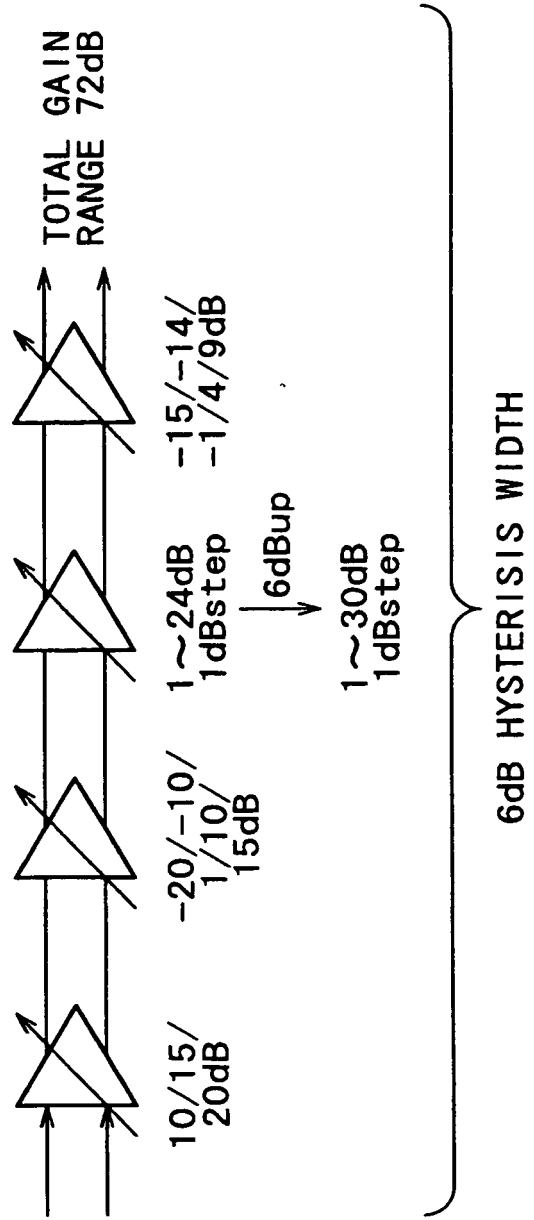 TOTAL GAIN
RANGE 72dB
10/15/
20dB
-20/-10/
1/10/
15dB
1~24dB
1dBstep
6dBup
1~30dB
1dBstep
-15/-14/
-1/4/9dB
6dB HYSTERISIS WIDTH